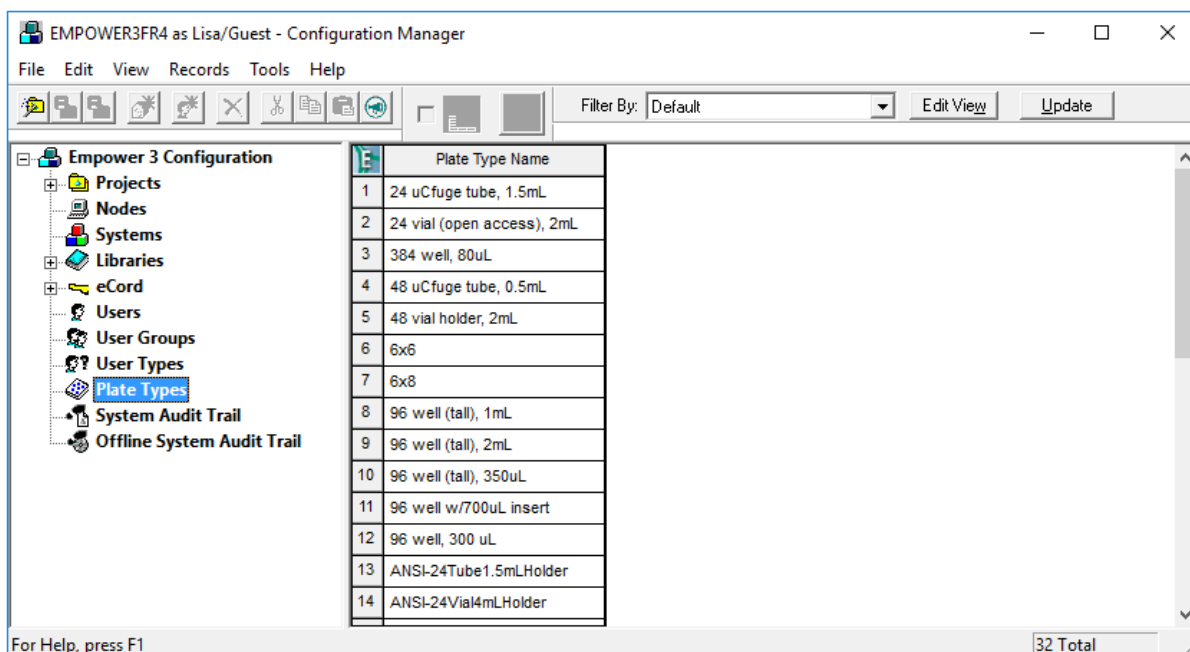 EMPOWER3FR4 as Lisa/Guest - Configuration Manager
File Edit View Records Tools Help
Filter By: Default Edit View Update
Empower 3 Configuration
Projects
Nodes
Systems
Libraries
eCord
Users
User Groups
User Types
Plate Types
System Audit Trail
Offline System Audit Trail
Plate Type Name
1 24 uCfuge tube, 1.5mL
2 24 vial (open access), 2mL
3 384 well, 80uL
4 48 uCfuge tube, 0.5mL
5 48 vial holder, 2mL
6 6x6
7 6x8
8 96 well (tall), 1mL
9 96 well (tall), 2mL
10 96 well (tall), 350uL
11 96 well w/700uL insert
12 96 well, 300 uL
13 ANSI-24Tube1.5mLHolder
14 ANSI-24Vial4mLHolder
For Help, press F1
32 Total